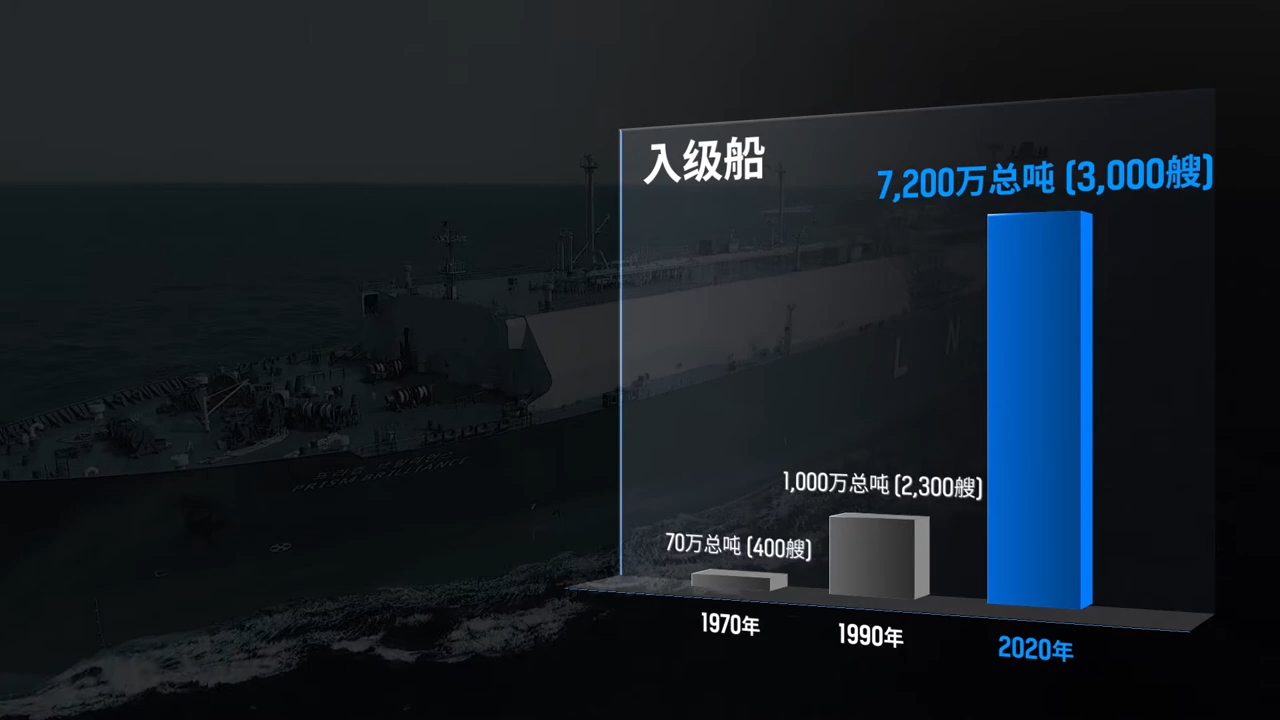 入级船
7,200万总吨 (3,000艘)
1,000万总吨 (2,300艘)
70万总吨 (400艘)
1970年
1990年
2020年
PRISM BRILLIANCE
L N